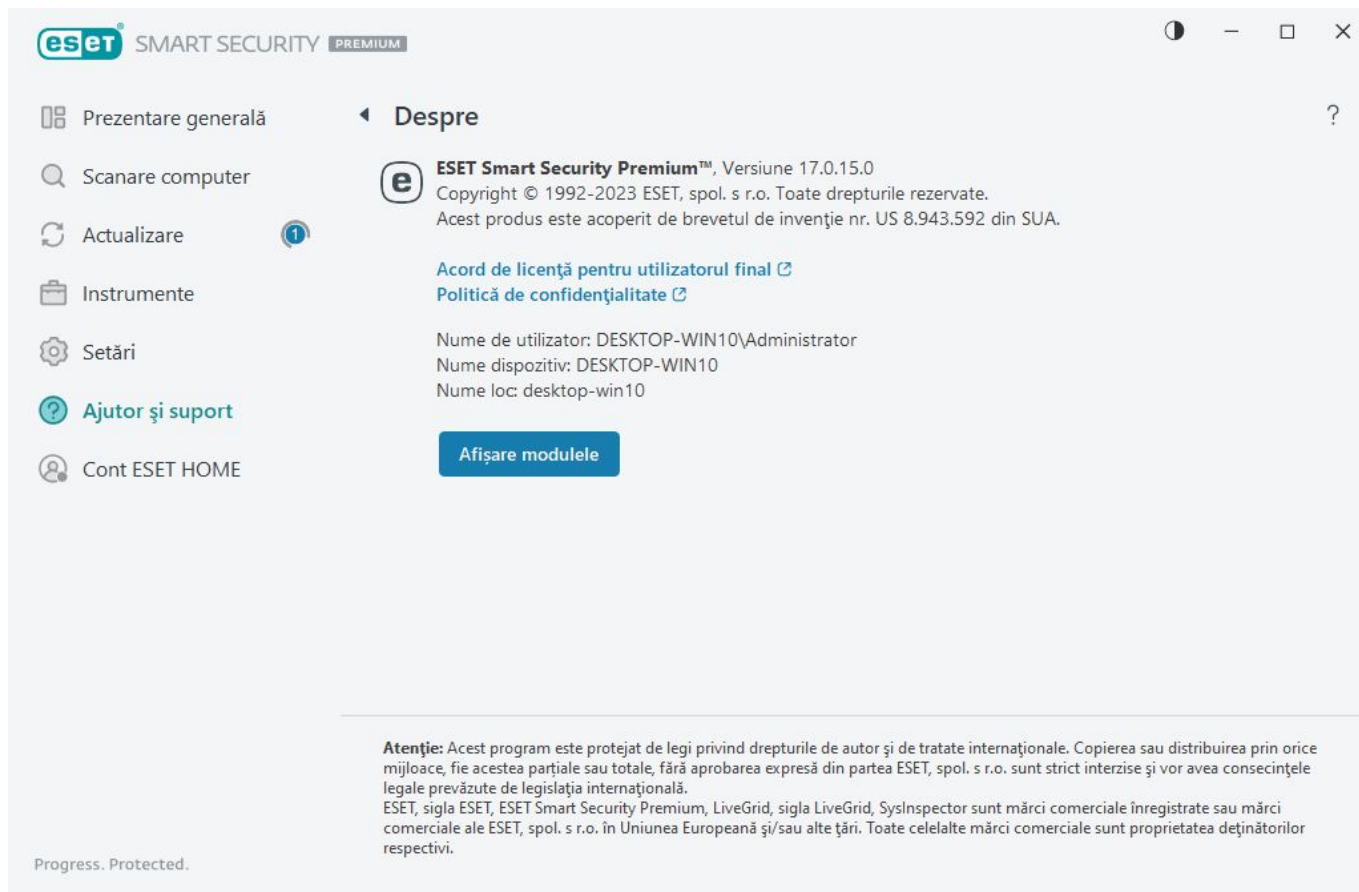 eset® SMART SECURITY PREMIUM
Prezentare generală
Scanare computer
Actualizare 1
Instrumente
Setări
Ajutor şi suport
Cont ESET HOME
Despre
?
ESET Smart Security Premium™, Versiune 17.0.15.0
Copyright © 1992-2023 ESET, spol. s r.o. Toate drepturile rezervate.
Acest produs este acoperit de brevetul de invenţie nr. US 8.943.592 din SUA.
Acord de licenţă pentru utilizatorul final
Politică de confidenţialitate
Nume de utilizator: DESKTOP-WIN10\Administrator
Nume dispozitiv: DESKTOP-WIN10
Nume loc: desktop-win10
Afișare modulele
Atenţie: Acest program este protejat de legi privind drepturile de autor şi de tratate internaţionale. Copierea sau distribuirea prin orice
mijloace, fie acestea parţiale sau totale, fără aprobarea expresă din partea ESET, spol. s r.o. sunt strict interzise şi vor avea consecinţele
legale prevăzute de legislaţia internaţională.
ESET, sigla ESET, ESET Smart Security Premium, LiveGrid, sigla LiveGrid, SysInspector sunt mărci comerciale înregistrate sau mărci
comerciale ale ESET, spol. s r.o. în Uniunea Europeană şi/sau alte ţări. Toate celelalte mărci comerciale sunt proprietatea deţinătorilor
respectivi.
Progress. Protected.